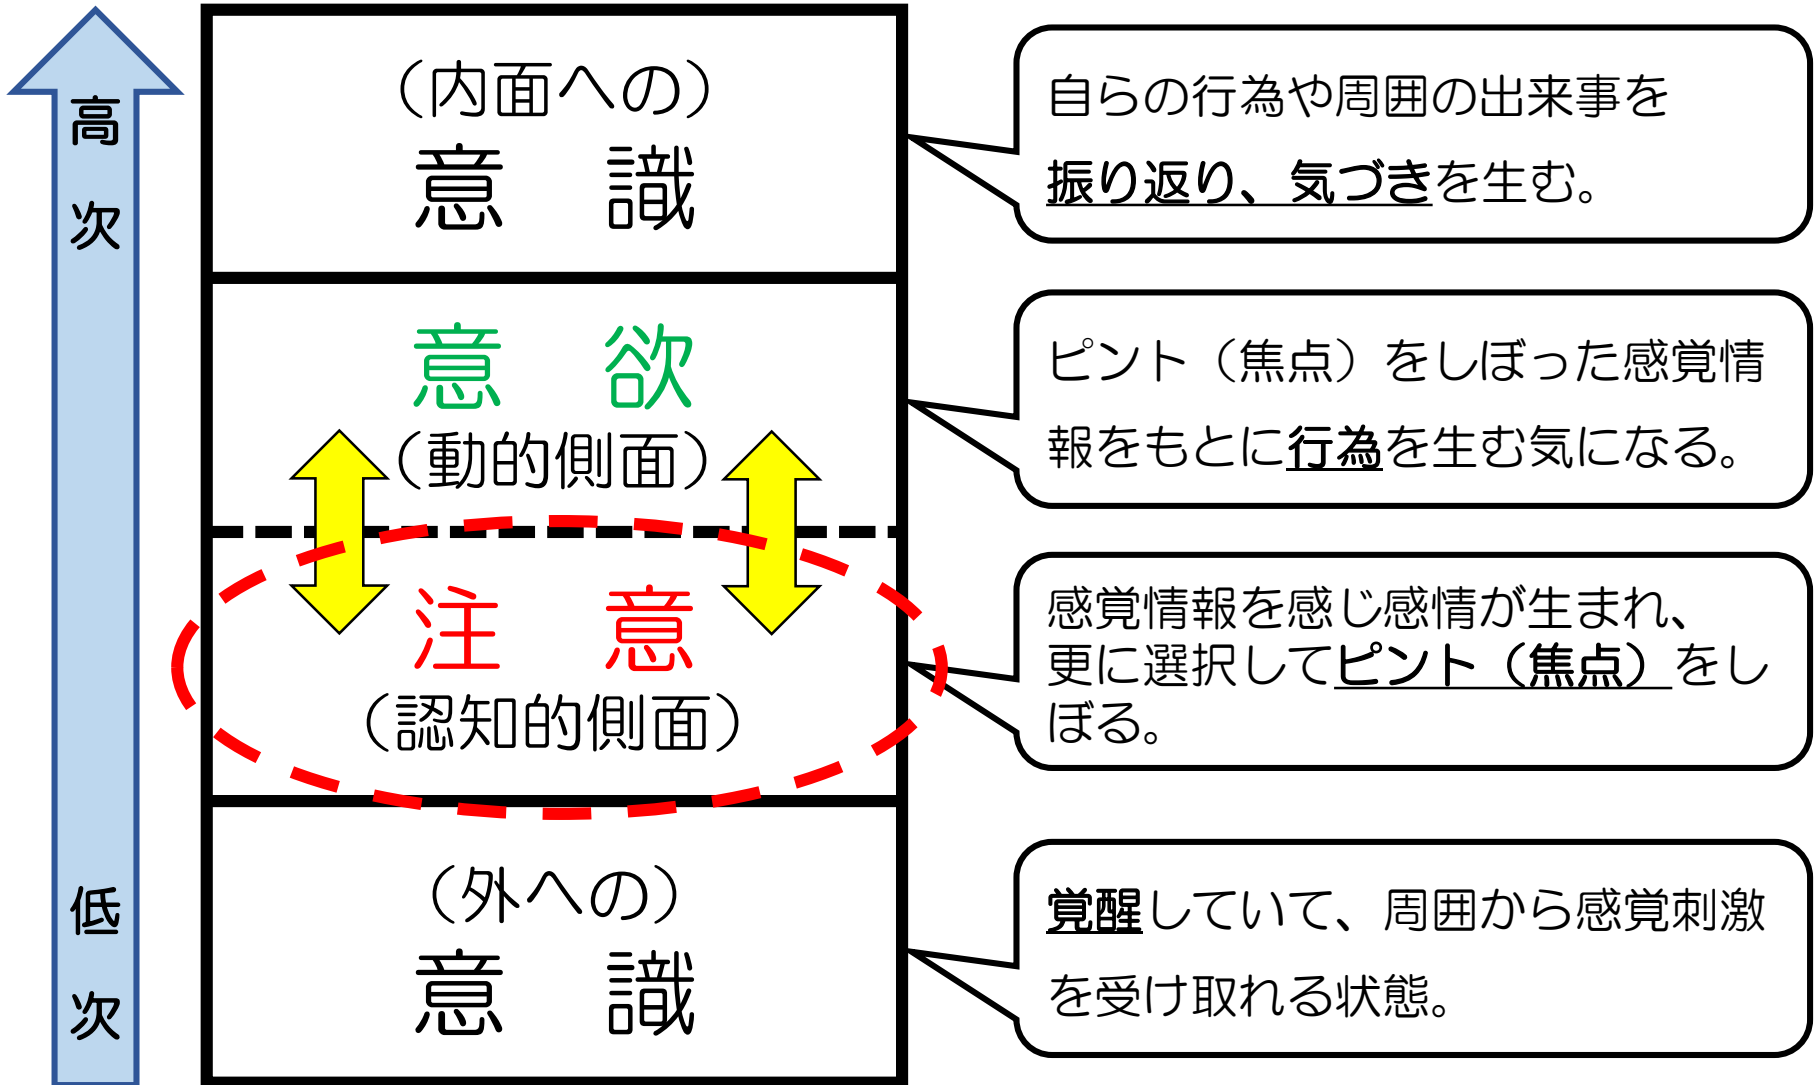 高
次
低
次
（内面への）
意　識
自らの行為や周囲の出来事を
振り返り、気づきを生む。
意　欲
（動的側面）
ピント（焦点）をしぼった感覚情
報をもとに行為を生む気になる。
注　意
（認知的側面）
感覚情報を感じ感情が生まれ、
更に選択してピント（焦点）をし
ぼる。
（外への）
意　識
覚醒していて、周囲から感覚刺激
を受け取れる状態。